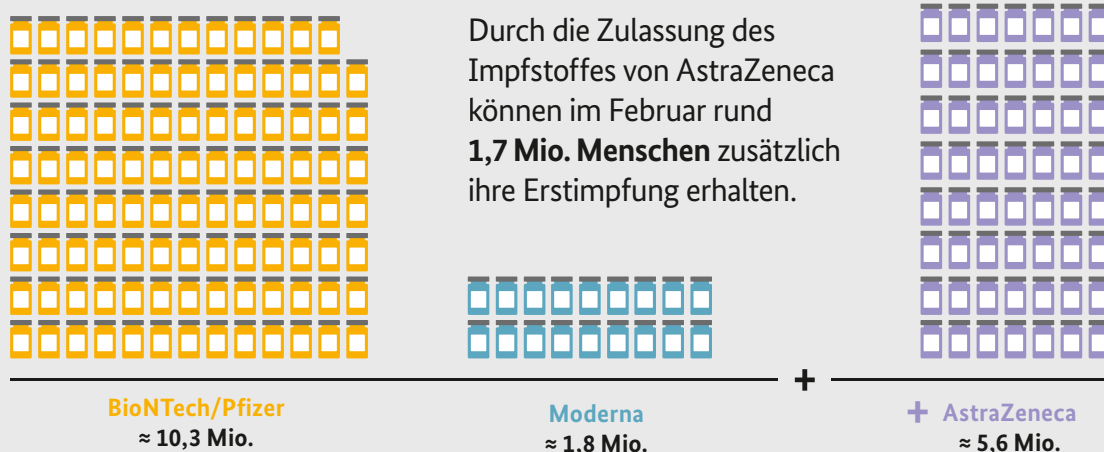 Durch die Zulassung des
Impfstoffes von AstraZeneca
können im Februar rund
1,7 Mio. Menschen zusätzlich
ihre Erstimpfung erhalten.
+
BioNTech/Pfizer
≈ 10,3 Mio.
Moderna
≈ 1,8 Mio.
+ AstraZeneca
≈ 5,6 Mio.